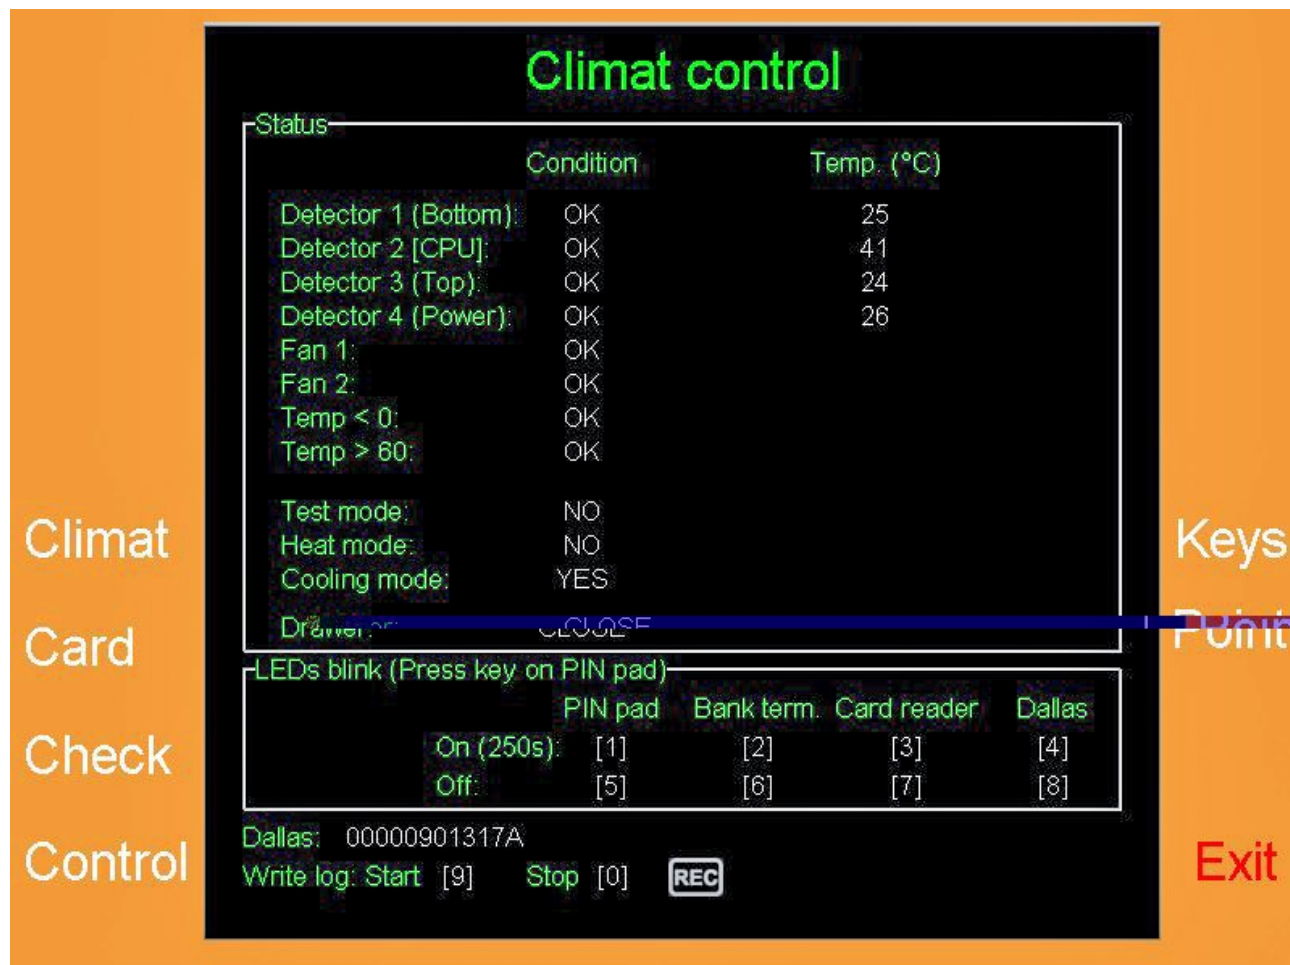 Climat control
Status
Condition Temp. (°C)
Detector 1 (Bottom): OK 25
Detector 2 [CPU]: OK 41
Detector 3 (Top): OK 24
Detector 4 (Power): OK 26
Fan 1: OK
Fan 2: OK
Temp < 0: OK
Temp > 60: OK
Test mode: NO
Heat mode: NO
Cooling mode: YES
CLOSE
LEDs blink (Press key on PIN pad)
PIN pad Bank term. Card reader Dallas
On (250s): [1] [2] [3] [4]
Off: [5] [6] [7] [8]
Dallas: 00000901317A
Write log: Start [9] Stop [0] REC
Climat
Card
Check
Control
Keys
Point
Exit